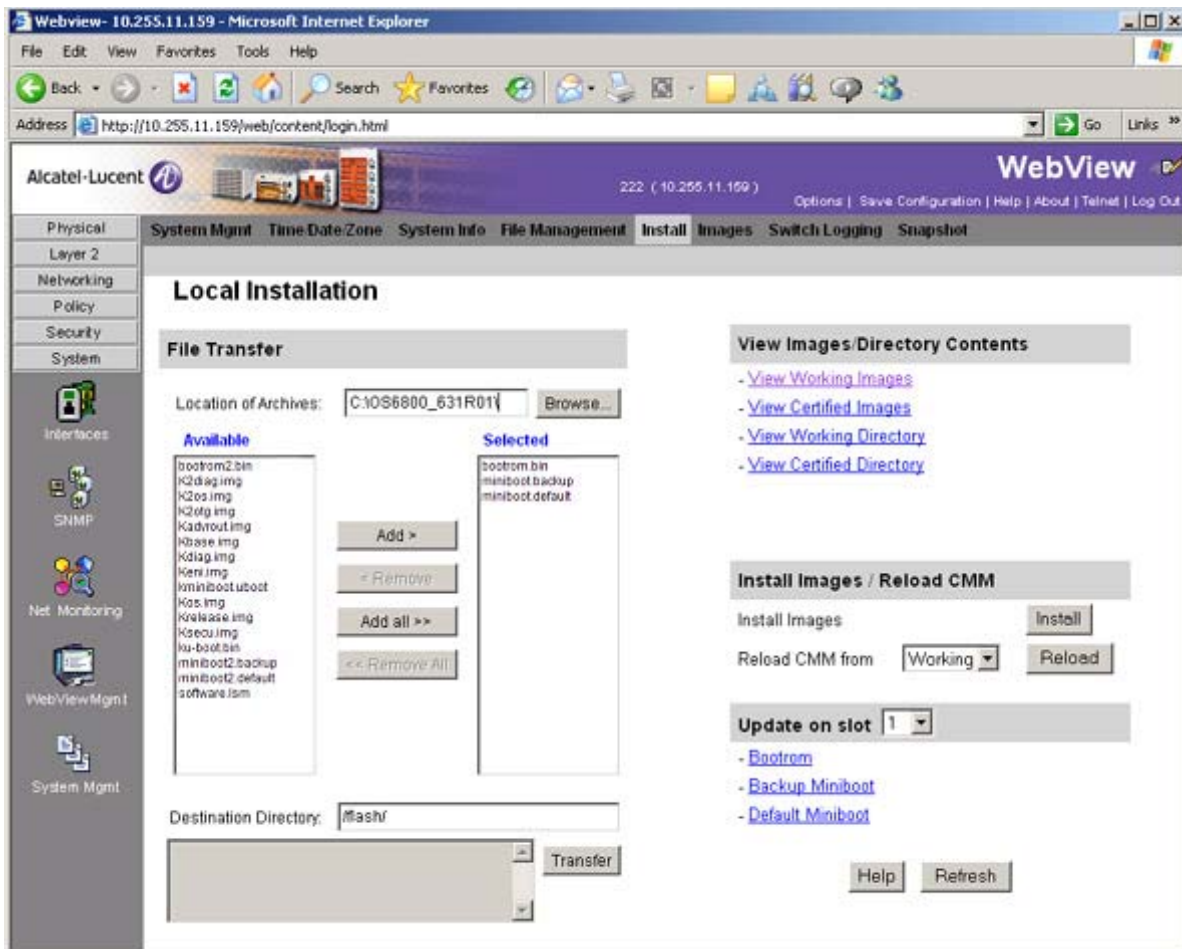 Webview- 10.255.11.159 - Microsoft Internet Explorer
File Edit View Favorites Tools Help
Back Search Favorites
Address http://10.255.11.159/web/content/login.html Go Links »
Alcatel-Lucent
222 ( 10.255.11.159 )
WebView
Options | Save Configuration | Help | About | Telnet | Log Out
Physical
Layer 2
Networking
Policy
Security
System
Interfaces
SNMP
Net Monitoring
WebViewMgmt
System Mgmt
System Mgmt Time/Date/Zone System Info File Management Install Images Switch Logging Snapshot
Local Installation
File Transfer
Location of Archives: C:\OS6800_631R01\ Browse...
Available
bootrom2.bin
K2diag.img
K2os.img
K2otg.img
Kadvrout.img
Kbase.img
Kdiag.img
Keni.img
kminiboot.uboot
Kos.img
Krelease.img
Ksecu.img
ku-boot.bin
miniboot2.backup
miniboot2.default
software.lsm
Add >
< Remove
Add all >>
<< Remove All
Selected
bootrom.bin
miniboot.backup
miniboot.default
Destination Directory: /flash/
Transfer
View Images/Directory Contents
- View Working Images
- View Certified Images
- View Working Directory
- View Certified Directory
Install Images / Reload CMM
Install Images Install
Reload CMM from Working Reload
Update on slot 1
- Bootrom
- Backup Miniboot
- Default Miniboot
Help Refresh